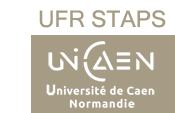 UFR STAPS
UNICAEN
Université de Caen
Normandie